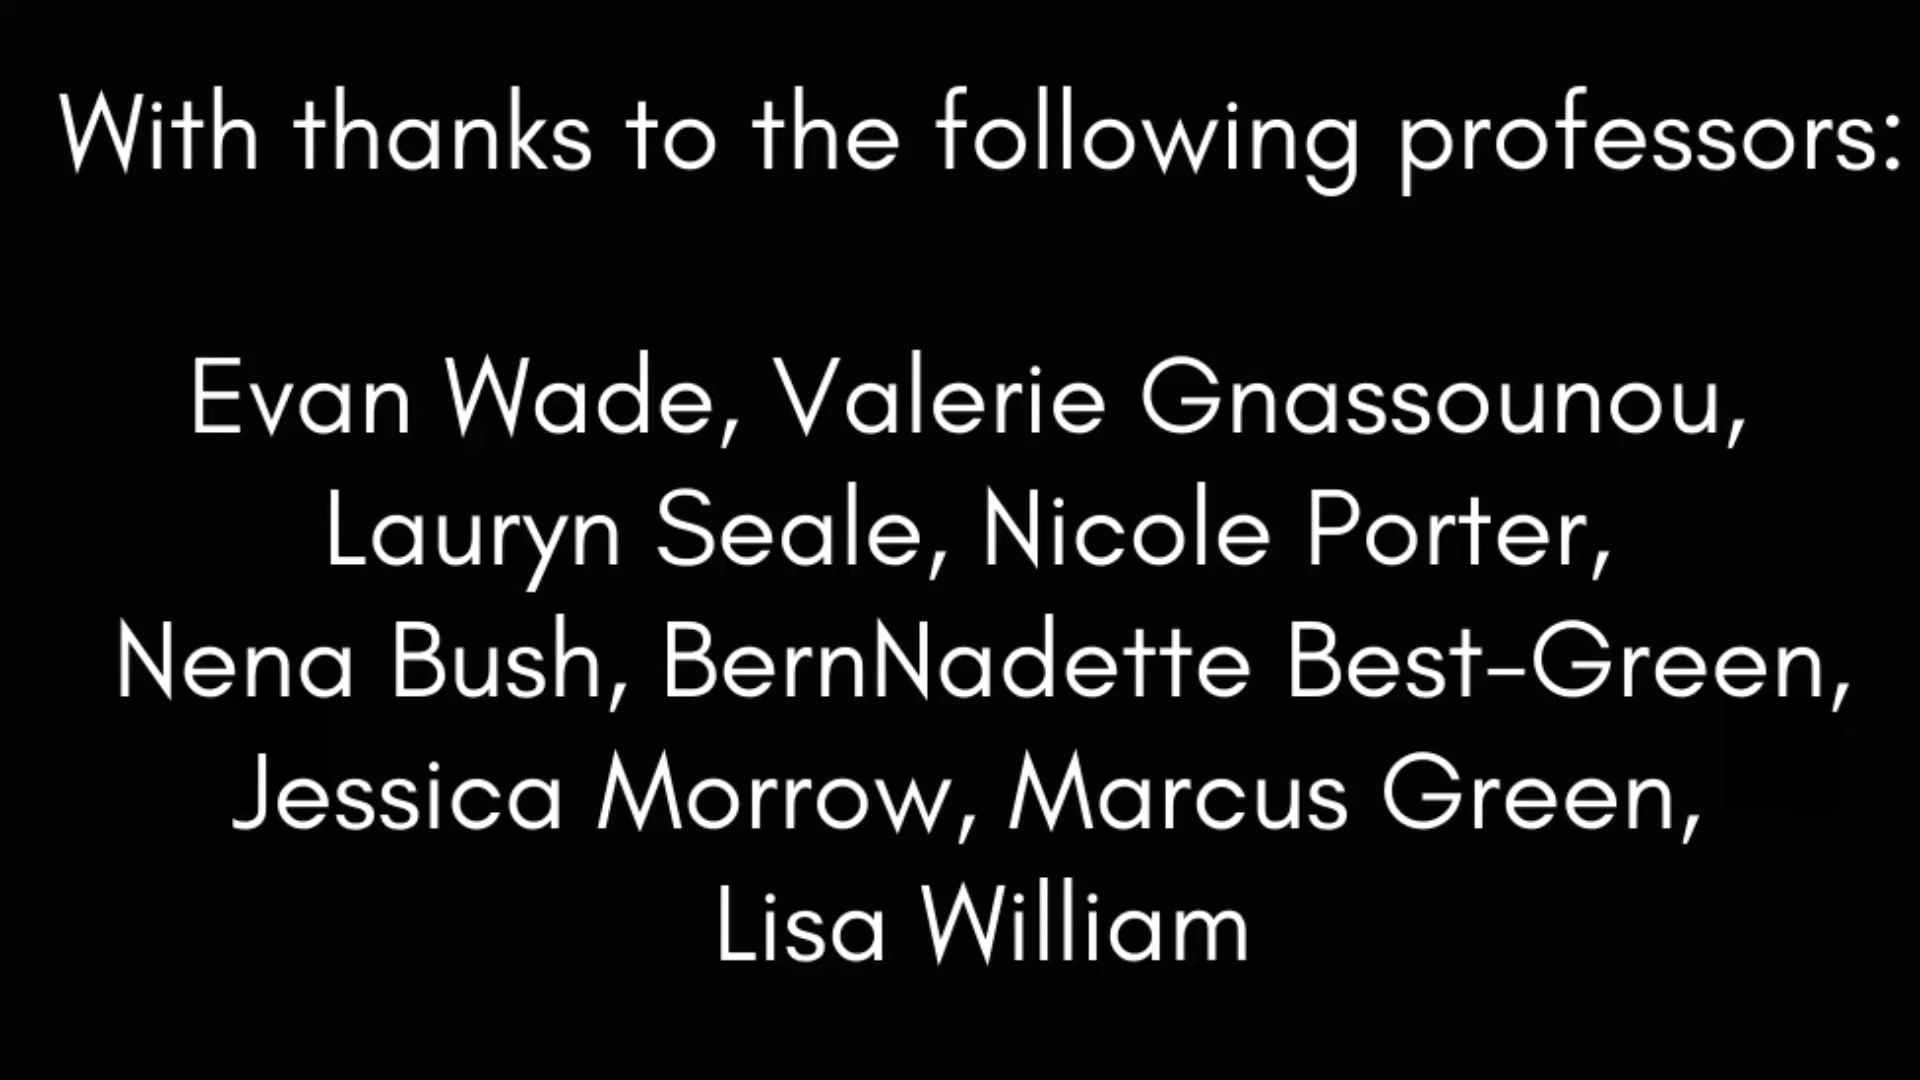 With thanks to the following professors:
Evan Wade, Valerie Gnassounou,
Lauryn Seale, Nicole Porter,
Nena Bush, BernNadette Best-Green,
Jessica Morrow, Marcus Green,
Lisa William